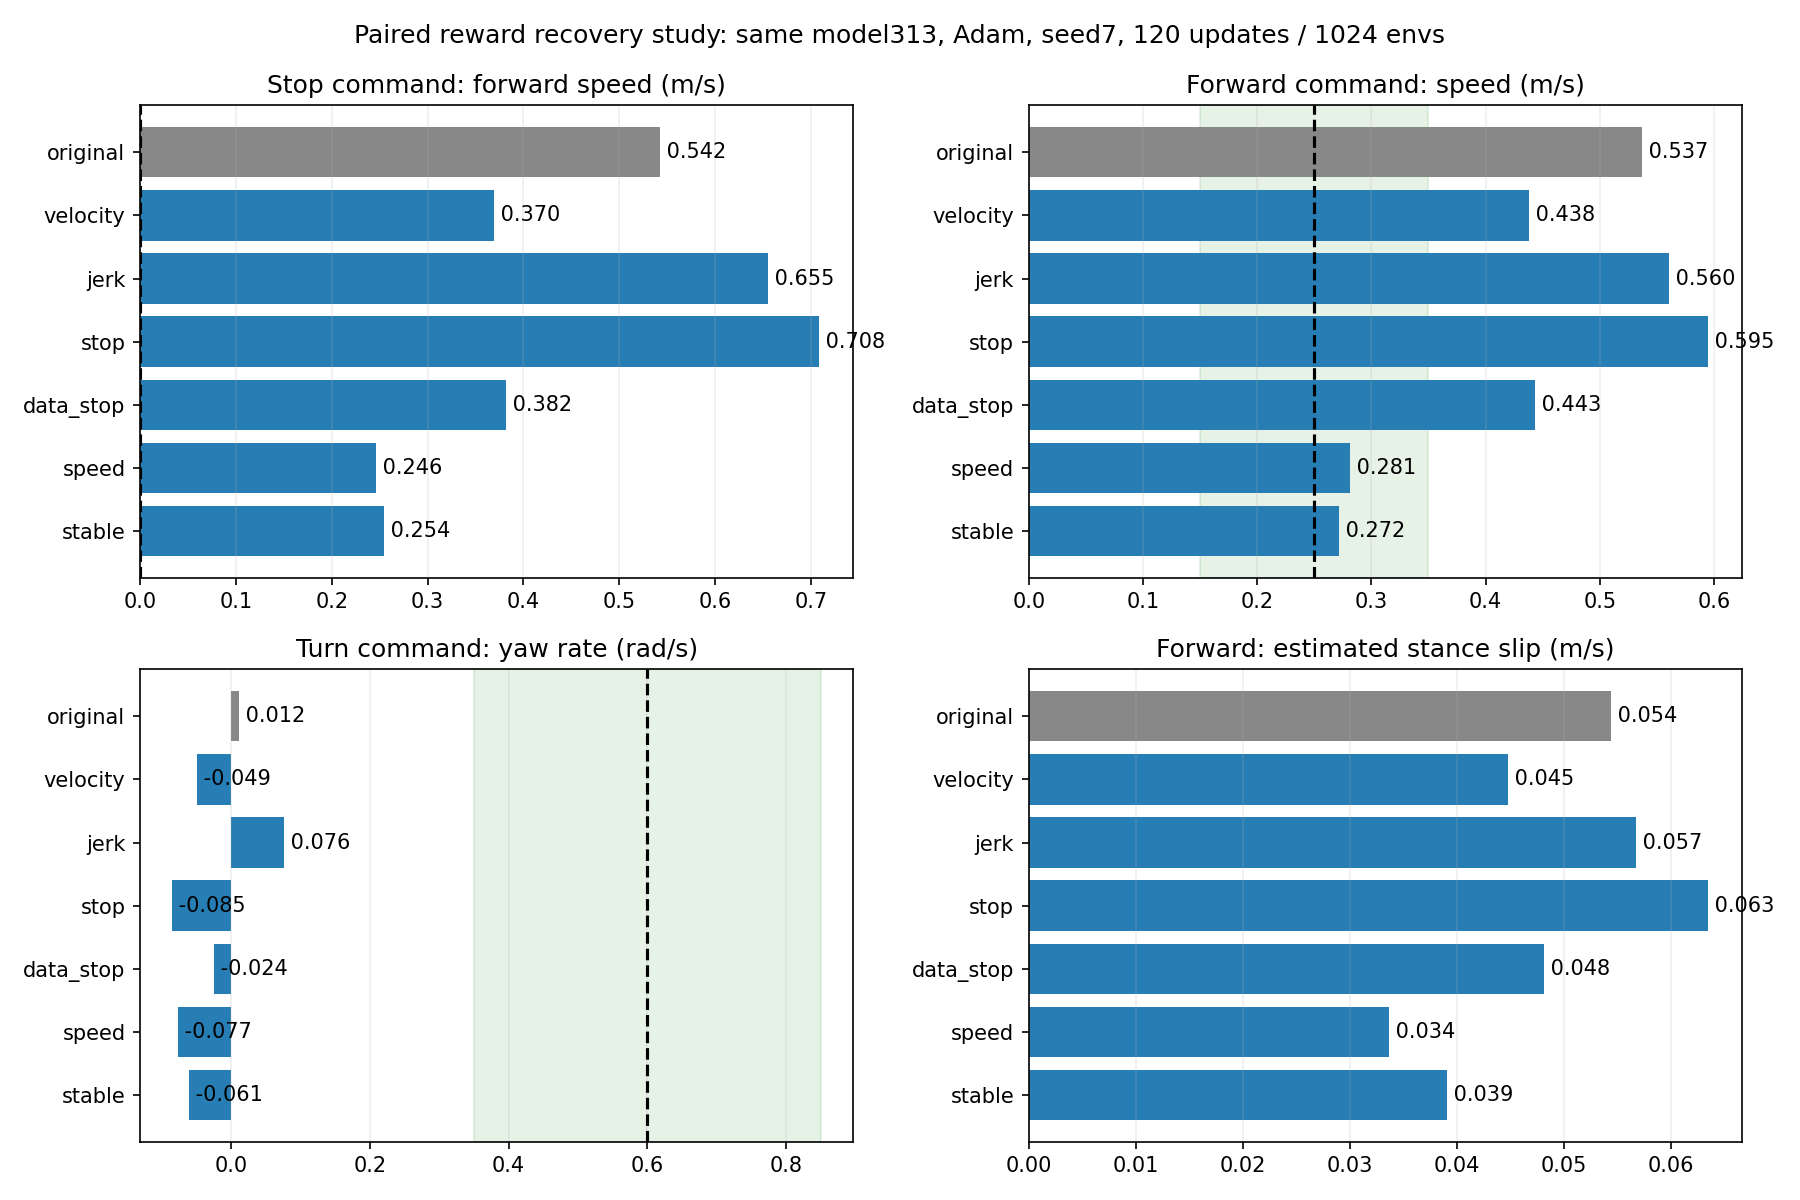 Paired reward recovery study: same model313, Adam, seed7, 120 updates / 1024 envs
Stop command: forward speed (m/s)
original 0.542
velocity 0.370
jerk 0.655
stop 0.708
data_stop 0.382
speed 0.246
stable 0.254
0.0 0.1 0.2 0.3 0.4 0.5 0.6 0.7
Forward command: speed (m/s)
original 0.537
velocity 0.438
jerk 0.560
stop 0.595
data_stop 0.443
speed 0.281
stable 0.272
0.0 0.1 0.2 0.3 0.4 0.5 0.6
Turn command: yaw rate (rad/s)
original 0.012
velocity -0.049
jerk 0.076
stop -0.085
data_stop -0.024
speed -0.077
stable -0.061
0.0 0.2 0.4 0.6 0.8
Forward: estimated stance slip (m/s)
original 0.054
velocity 0.045
jerk 0.057
stop 0.063
data_stop 0.048
speed 0.034
stable 0.039
0.00 0.01 0.02 0.03 0.04 0.05 0.06